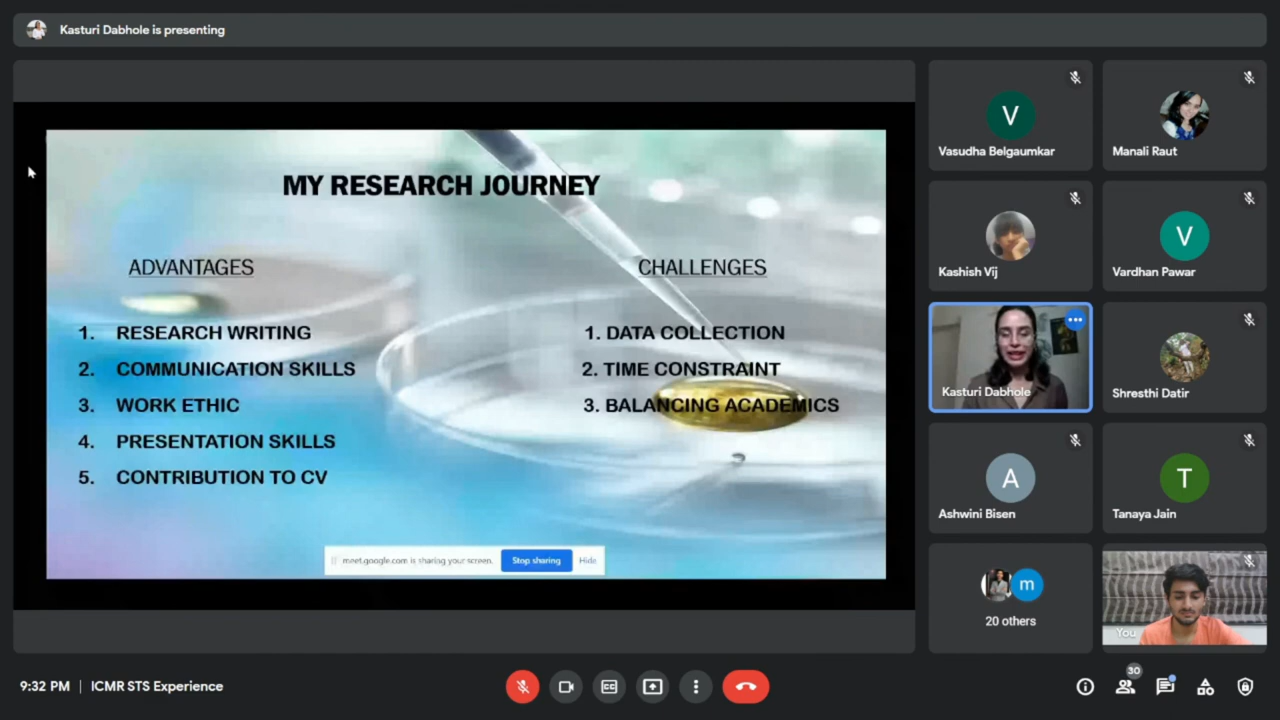 Kasturi Dabhole is presenting
MY RESEARCH JOURNEY
ADVANTAGES
1. RESEARCH WRITING
2. COMMUNICATION SKILLS
3. WORK ETHIC
4. PRESENTATION SKILLS
5. CONTRIBUTION TO CV
CHALLENGES
1. DATA COLLECTION
2. TIME CONSTRAINT
3. BALANCING ACADEMICS
meet.google.com is sharing your screen. Stop sharing Hide
V
Vasudha Belgaumkar
Manali Raut
Kashish Vij
V
Vardhan Pawar
Kasturi Dabhole
Shresthi Datir
A
Ashwini Bisen
T
Tanaya Jain
m
20 others
You
9:32 PM | ICMR STS Experience
CC
30